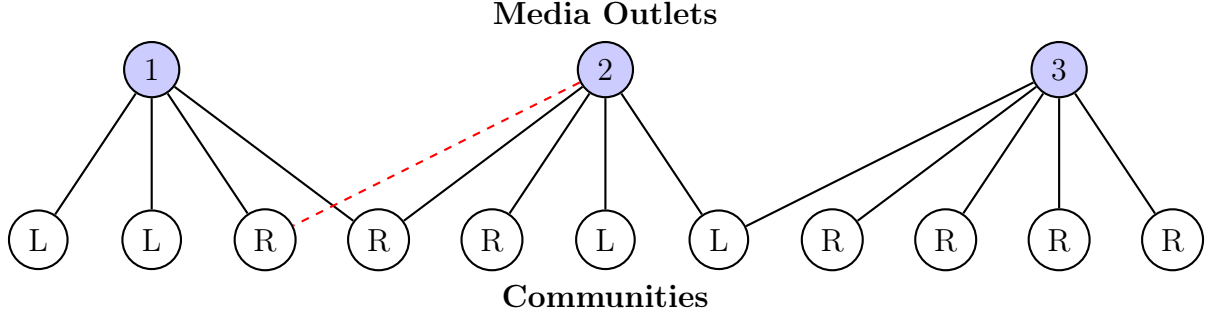 Media Outlets
1 2 3
L L R R R L L R R R R
Communities